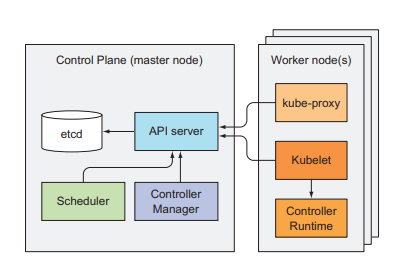 Control Plane (master node)
Worker node(s)
etcd
API server
kube-proxy
Kubelet
Scheduler
Controller
Manager
Controller
Runtime